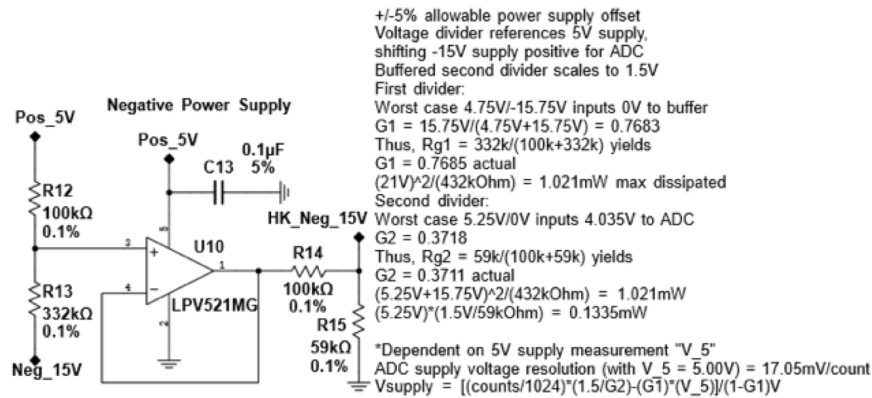 +/-5% allowable power supply offset
Voltage divider references 5V supply,
shifting -15V supply positive for ADC
Buffered second divider scales to 1.5V
First divider:
Worst case 4.75V/-15.75V inputs 0V to buffer
G1 = 15.75V/(4.75V+15.75V) = 0.7683
Thus, Rg1 = 332k/(100k+332k) yields
G1 = 0.7685 actual
(21V)^2/(432kOhm) = 1.021mW max dissipated
Second divider:
Worst case 5.25V/0V inputs 4.035V to ADC
G2 = 0.3718
Thus, Rg2 = 59k/(100k+59k) yields
G2 = 0.3711 actual
(5.25V+15.75V)^2/(432kOhm) = 1.021mW
(5.25V)*(1.5V/59kOhm) = 0.1335mW
*Dependent on 5V supply measurement "V_5"
ADC supply voltage resolution (with V_5 = 5.00V) = 17.05mV/count
Vsupply = [(counts/1024)*(1.5/G2)-(G1)*(V_5)]/(1-G1)V
Negative Power Supply
Pos_5V
Pos_5V
0.1µF
5%
C13
R12
100kΩ
0.1%
R13
332kΩ
0.1%
Neg_15V
5
3
+
4
-
2
1
U10
LPV521MG
HK_Neg_15V
R14
100kΩ
0.1%
R15
59kΩ
0.1%